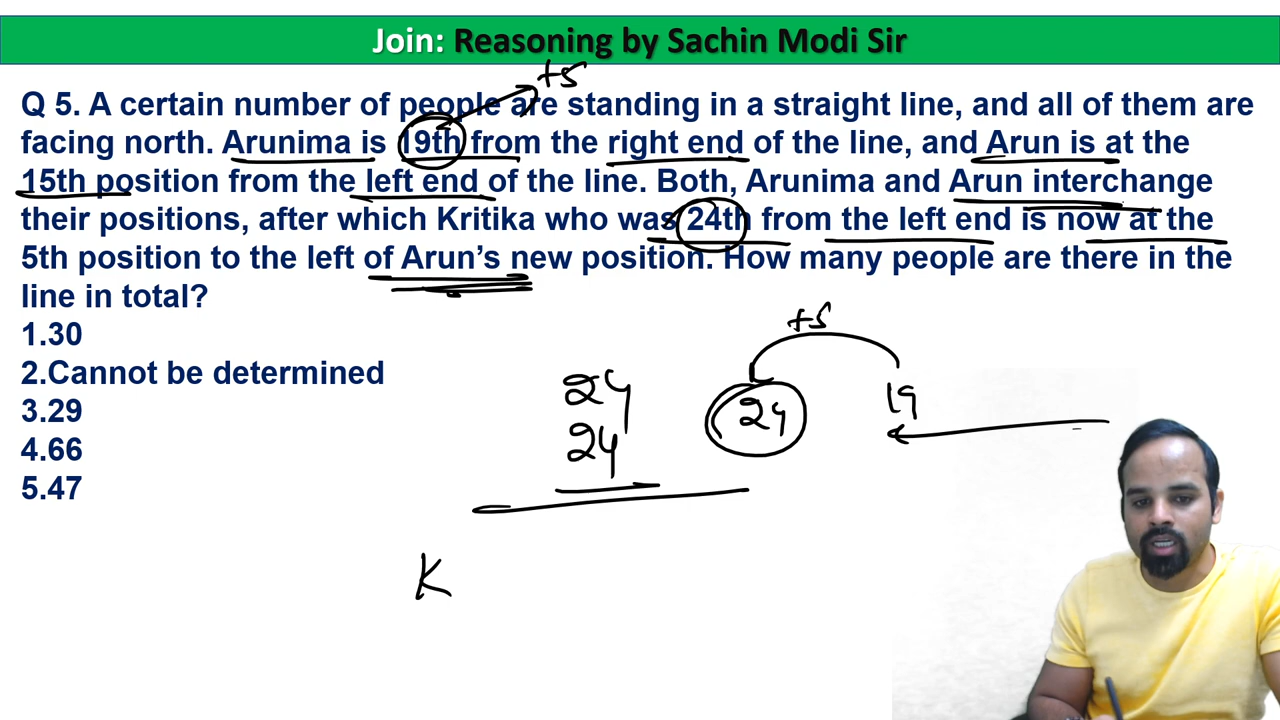 Join: Reasoning by Sachin Modi Sir
+5
Q 5. A certain number of people are standing in a straight line, and all of them are
facing north. Arunima is 19th from the right end of the line, and Arun is at the
15th position from the left end of the line. Both, Arunima and Arun interchange
their positions, after which Kritika who was 24th from the left end is now at the
5th position to the left of Arun's new position. How many people are there in the
line in total?
1.30
2.Cannot be determined
3.29
4.66
5.47
+5
24
24
24 19
K